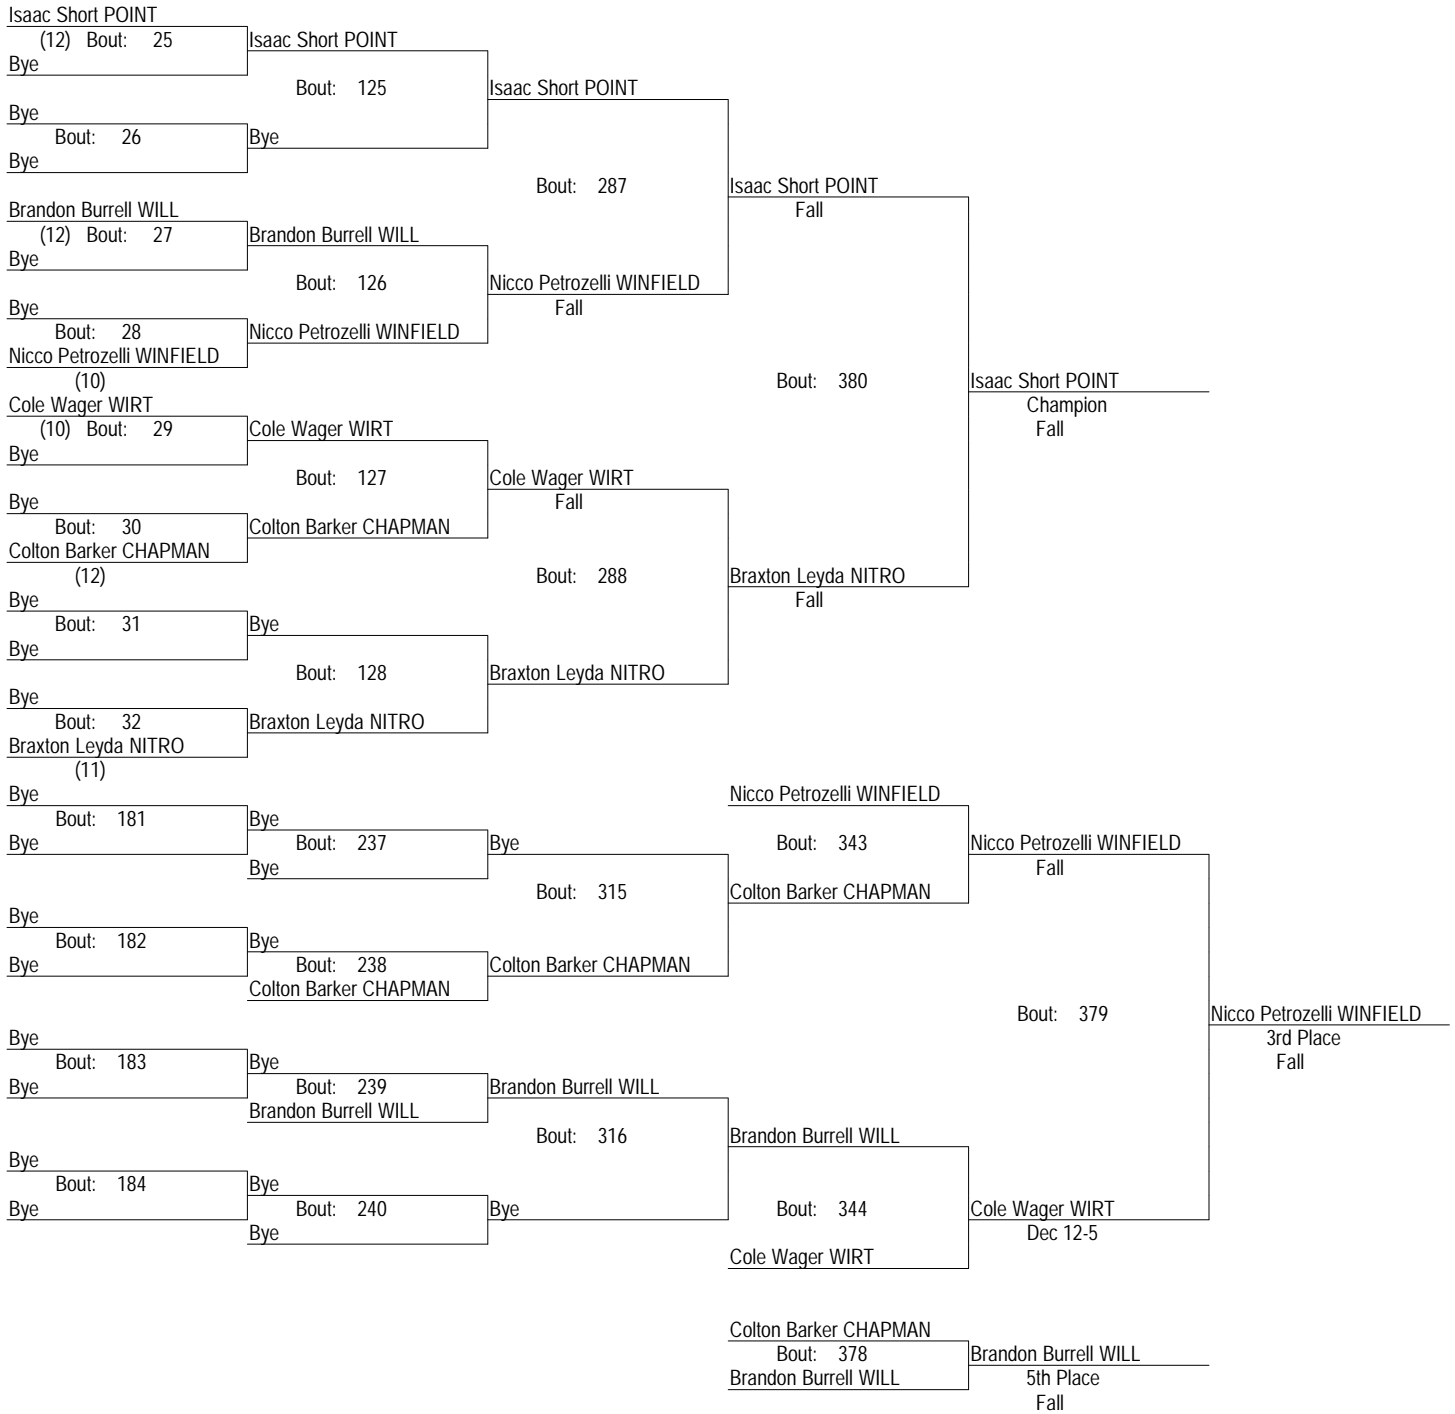 Isaac Short POINT
(12) Bout: 25 Isaac Short POINT
Bye
Bout: 125 Isaac Short POINT
Bye
Bout: 26 Bye
Bye
Bout: 287 Isaac Short POINT
Fall
Brandon Burrell WILL
(12) Bout: 27 Brandon Burrell WILL
Bye
Bout: 126 Nicco Petrozelli WINFIELD
Fall
Bye
Bout: 28 Nicco Petrozelli WINFIELD
Nicco Petrozelli WINFIELD
(10)
Bout: 380 Isaac Short POINT
Champion
Fall
Cole Wager WIRT
(10) Bout: 29 Cole Wager WIRT
Bye
Bout: 127 Cole Wager WIRT
Fall
Bye
Bout: 30 Colton Barker CHAPMAN
Colton Barker CHAPMAN
(12)
Bout: 288 Braxton Leyda NITRO
Fall
Bye
Bout: 31 Bye
Bye
Bout: 128 Braxton Leyda NITRO
Bye
Bout: 32 Braxton Leyda NITRO
Braxton Leyda NITRO
(11)
Bye
Bout: 181 Bye
Bye
Bout: 237 Bye
Bye
Nicco Petrozelli WINFIELD
Bout: 343 Nicco Petrozelli WINFIELD
Fall
Bout: 315 Colton Barker CHAPMAN
Bye
Bout: 182 Bye
Bye
Bout: 238 Colton Barker CHAPMAN
Colton Barker CHAPMAN
Bout: 379 Nicco Petrozelli WINFIELD
3rd Place
Fall
Bye
Bout: 183 Bye
Bye
Bout: 239 Brandon Burrell WILL
Brandon Burrell WILL
Bout: 316 Brandon Burrell WILL
Bye
Bout: 184 Bye
Bye
Bout: 240 Bye
Bye
Bout: 344 Cole Wager WIRT
Dec 12-5
Cole Wager WIRT
Colton Barker CHAPMAN
Bout: 378 Brandon Burrell WILL
Brandon Burrell WILL
5th Place
Fall